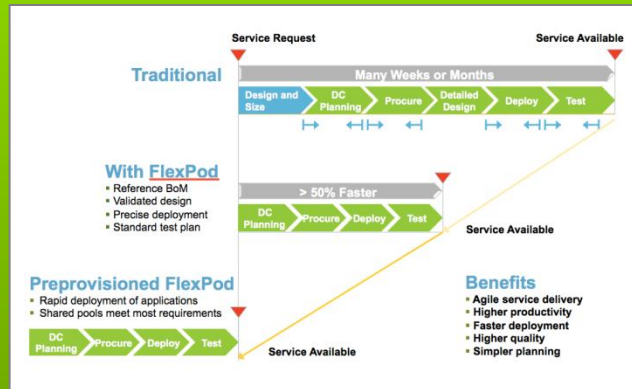 Service Request
Service Available
Traditional
Many Weeks or Months
Design and
Size
DC
Planning
Procure
Detailed
Design
Deploy
Test
With FlexPod
Reference BoM
Validated design
Precise deployment
Standard test plan
> 50% Faster
DC
Planning
Procure
Deploy
Test
Service Available
Preprovisioned FlexPod
Rapid deployment of applications
Shared pools meet most requirements
DC
Planning
Procure
Deploy
Test
Service Available
Benefits
Agile service delivery
Higher productivity
Faster deployment
Higher quality
Simpler planning